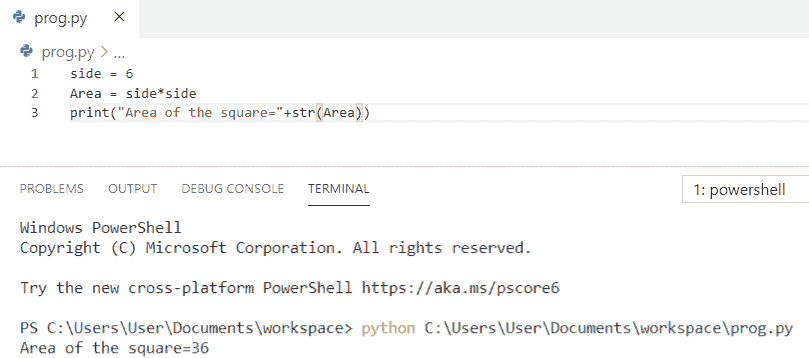 prog.py ×
prog.py > ...
1 side = 6
2 Area = side*side
3 print("Area of the square="+str(Area))
PROBLEMS OUTPUT DEBUG CONSOLE TERMINAL 1: powershell
Windows PowerShell
Copyright (C) Microsoft Corporation. All rights reserved.
Try the new cross-platform PowerShell https://aka.ms/pscore6
PS C:\Users\User\Documents\workspace> python C:\Users\User\Documents\workspace\prog.py
Area of the square=36